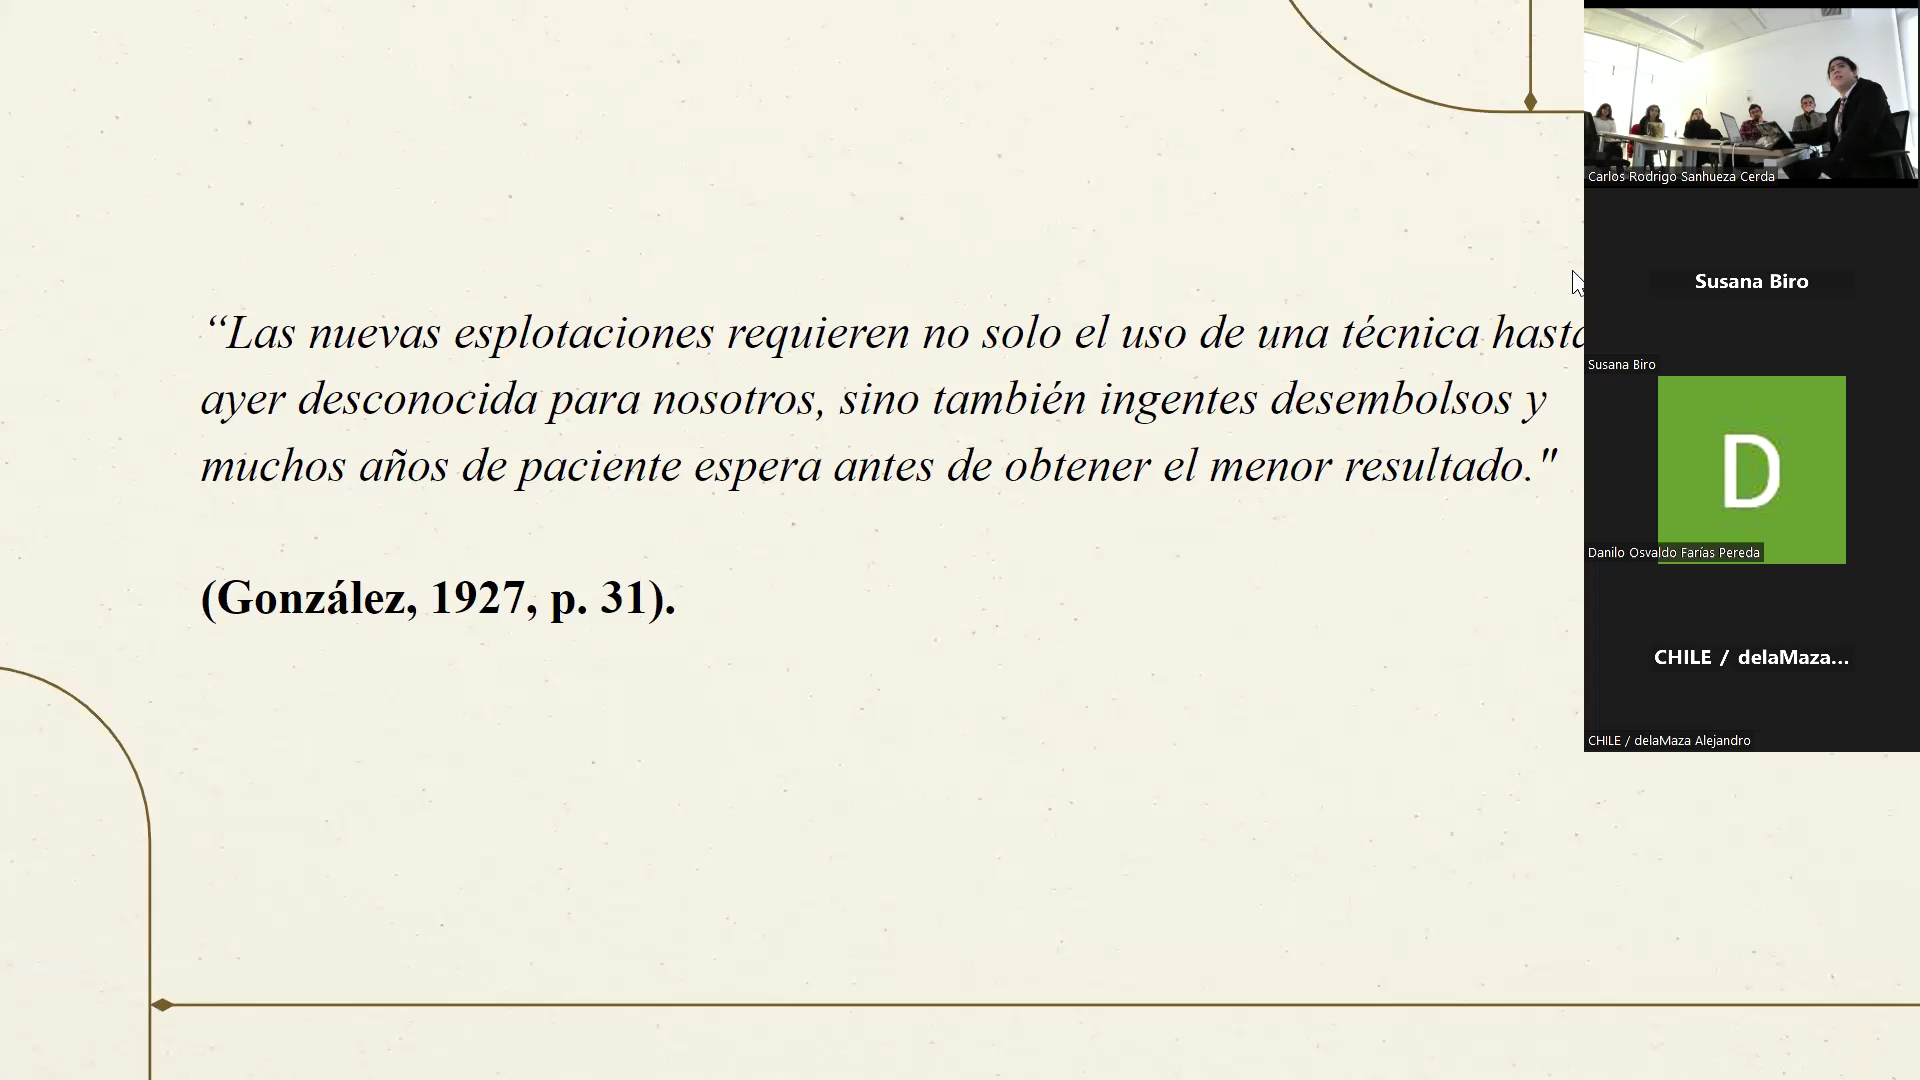 “Las nuevas esplotaciones requieren no solo el uso de una técnica hasta
ayer desconocida para nosotros, sino también ingentes desembolsos y
muchos años de paciente espera antes de obtener el menor resultado."
(González, 1927, p. 31).
Carlos Rodrigo Sanhueza Cerda
Susana Biro
Susana Biro
D
Danilo Osvaldo Farías Pereda
CHILE / delaMaza...
CHILE / delaMaza Alejandro